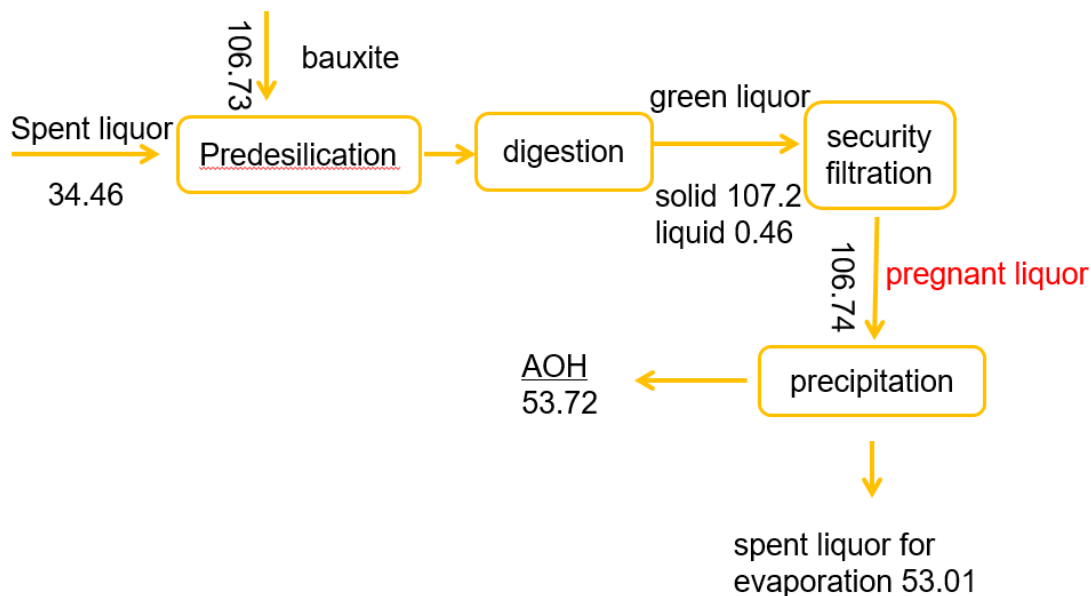 106.73
bauxite
Spent liquor
34.46
Predesilication
digestion
green liquor
solid 107.2
liquid 0.46
security
filtration
106.74
pregnant liquor
precipitation
AOH
53.72
spent liquor for
evaporation 53.01